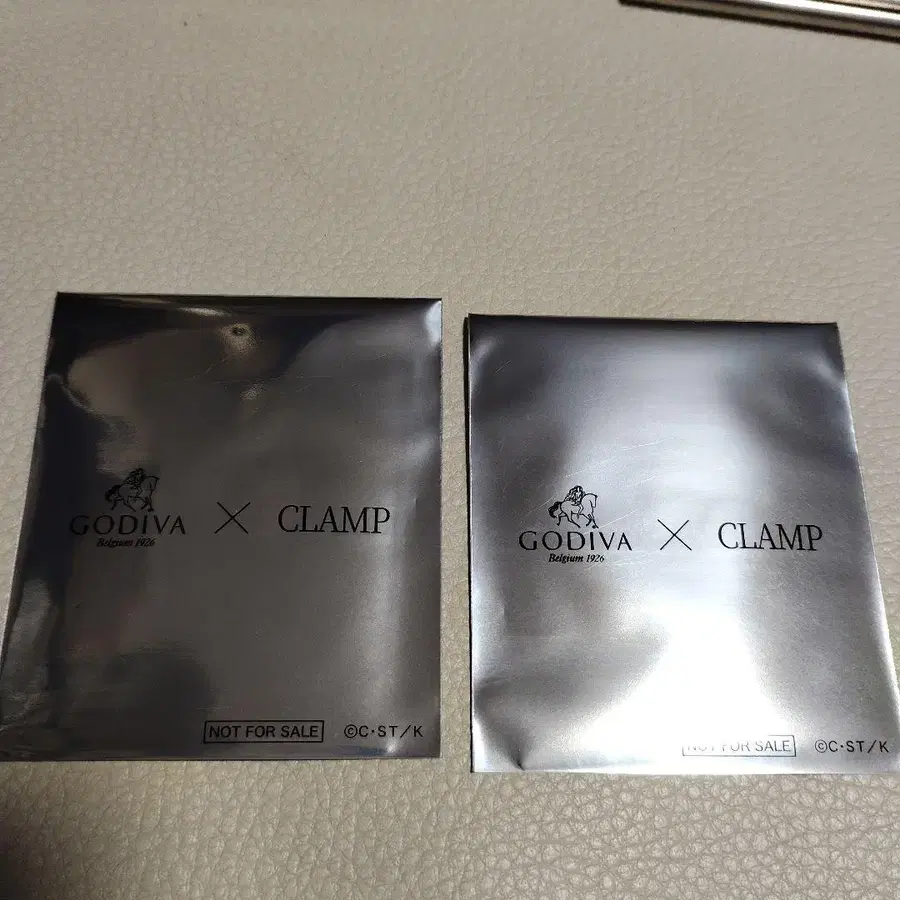 GODIVA × CLAMP
Belgium 1926
NOT FOR SALE ©C·ST/K
GODIVA × CLAMP
Belgium 1926
NOT FOR SALE ©C·ST/K